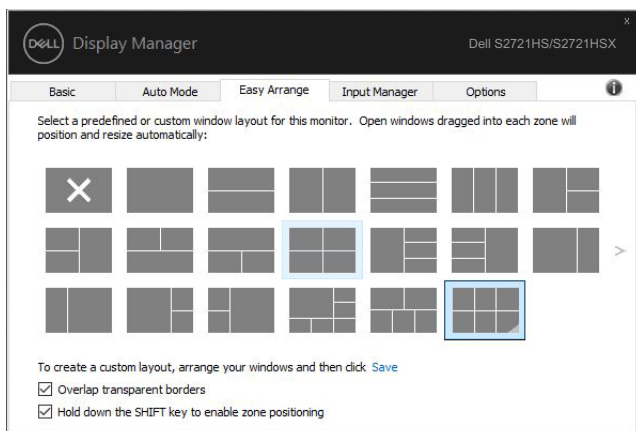 x
DELL Display Manager Dell S2721HS/S2721HSX
Basic Auto Mode Easy Arrange Input Manager Options i
Select a predefined or custom window layout for this monitor. Open windows dragged into each zone will
position and resize automatically:
>
To create a custom layout, arrange your windows and then click Save
Overlap transparent borders
Hold down the SHIFT key to enable zone positioning